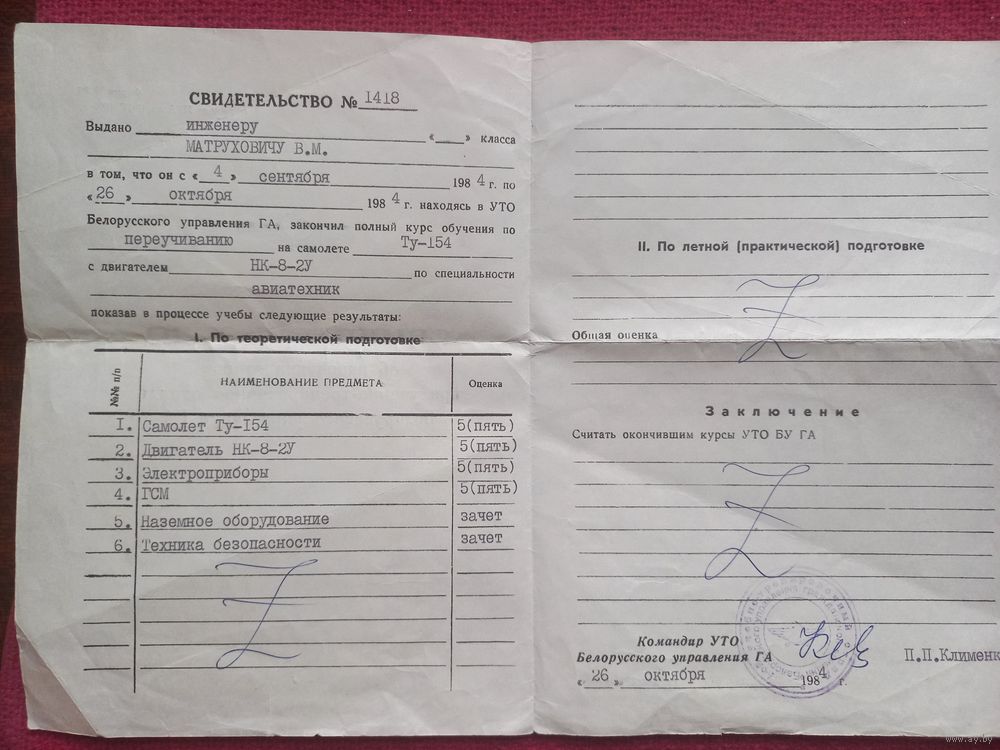 СВИДЕТЕЛЬСТВО № 1418
Выдано инженеру
« » класса
МАТРУХОВИЧУ В.М.
в том, что он с « 4 » сентября 198 4 г. по
« 26 » октября 198 4 г. находясь в УТО
Белорусского управления ГА, закончил полный курс обучения по
переучиванию на самолете Ту-154
с двигателем НК-8-2У по специальности
авиатехник
показав в процессе учебы следующие результаты:
I. По теоретической подготовке
№№ п/п НАИМЕНОВАНИЕ ПРЕДМЕТА Оценка
1. Самолет Ту-154 5(пять)
2. Двигатель НК-8-2У 5(пять)
3. Электроприборы 5(пять)
4. ГСМ 5(пять)
5. Наземное оборудование зачет
6. Техника безопасности зачет
II. По летной (практической) подготовке
Общая оценка
Заключение
Считать окончившим курсы УТО БУ ГА
Командир УТО
Белорусского управления ГА П.П.Клименк
« 26 » октября 198 4 г.
www.ay.by